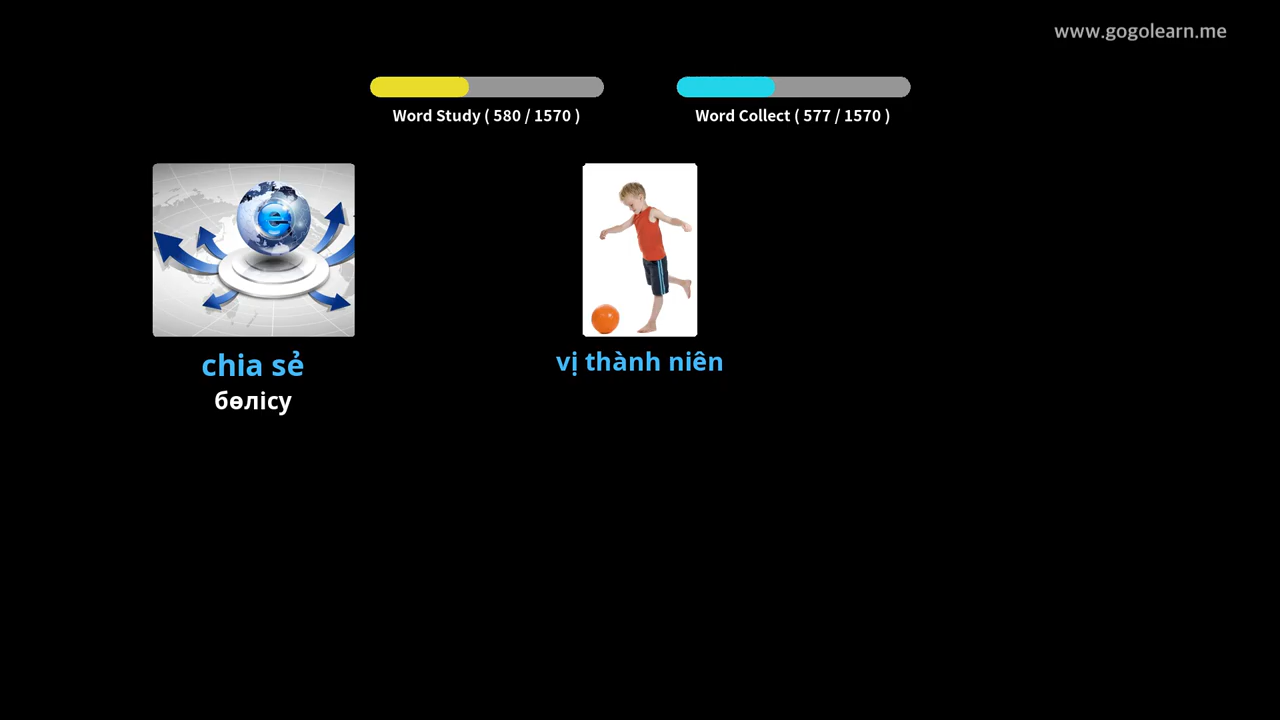 www.gogolearn.me
Word Study ( 580 / 1570 )
Word Collect ( 577 / 1570 )
e
chia sẻ
бөлісу
vị thành niên